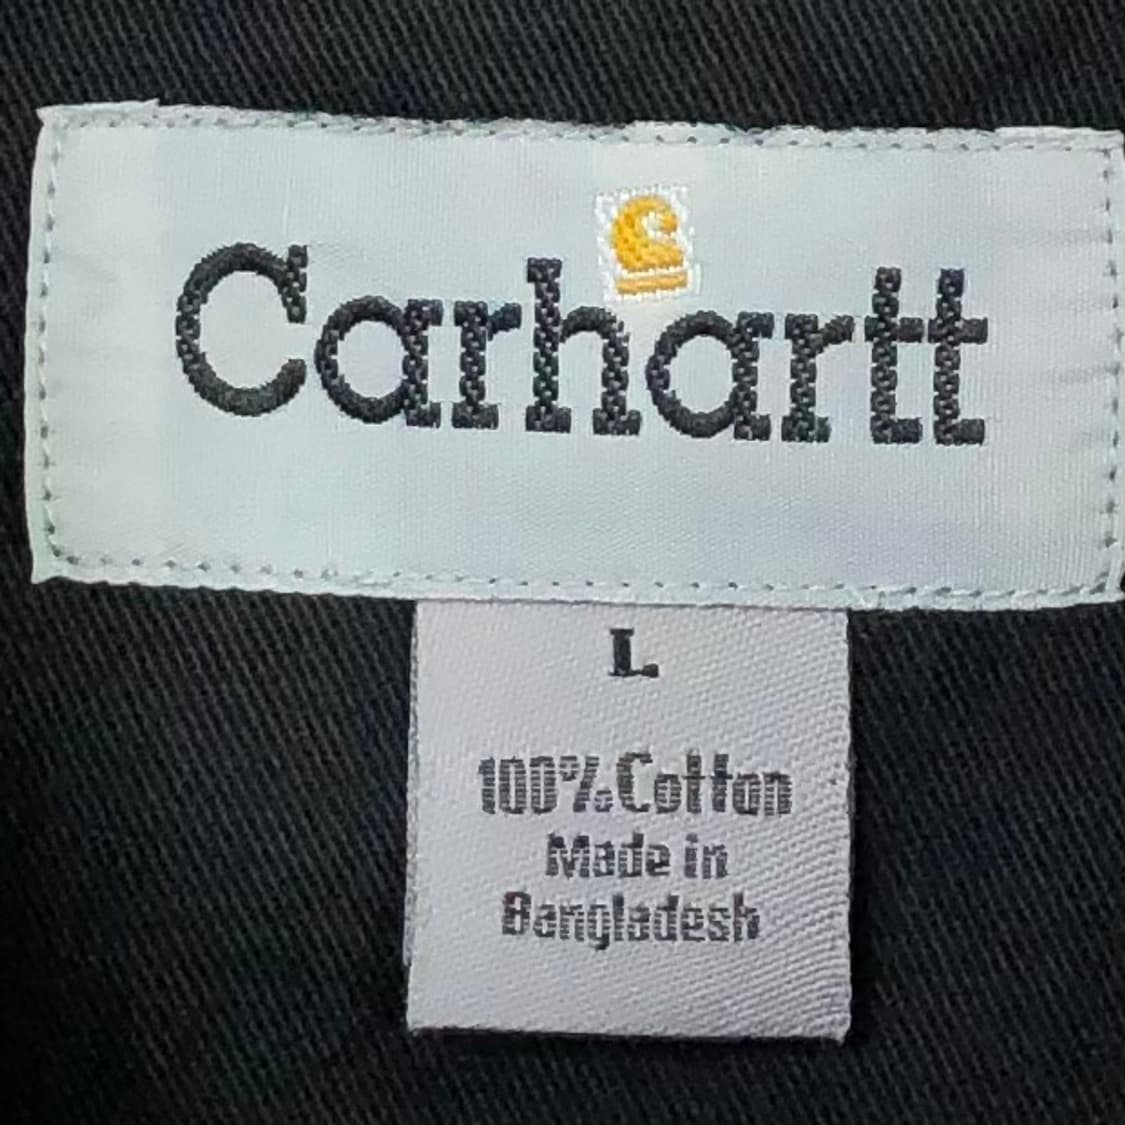 Carhartt
L
100% Cotton
Made in
Bangladesh